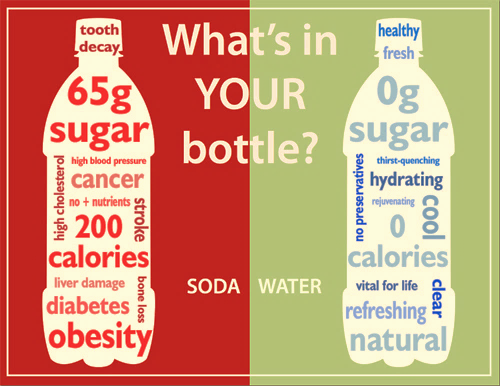 What's in
YOUR
bottle?
SODA WATER
tooth
decay
65g
sugar
high blood pressure
high cholesterol
cancer
no + nutrients
stroke
200
calories
liver damage
bone loss
diabetes
obesity
healthy
fresh
0g
sugar
thirst-quenching
no preservatives
hydrating
rejuvenating
cool
0
calories
vital for life
clear
refreshing
natural